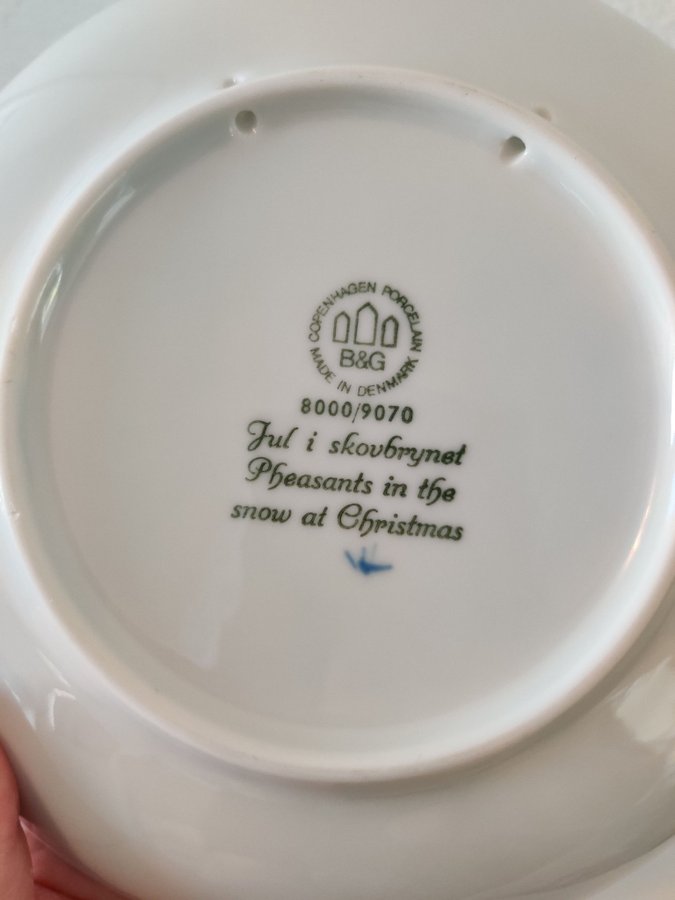 COPENHAGEN PORCELAIN
B&G
MADE IN DENMARK
8000/9070
Jul i skovbrynet
Pheasants in the
snow at Christmas